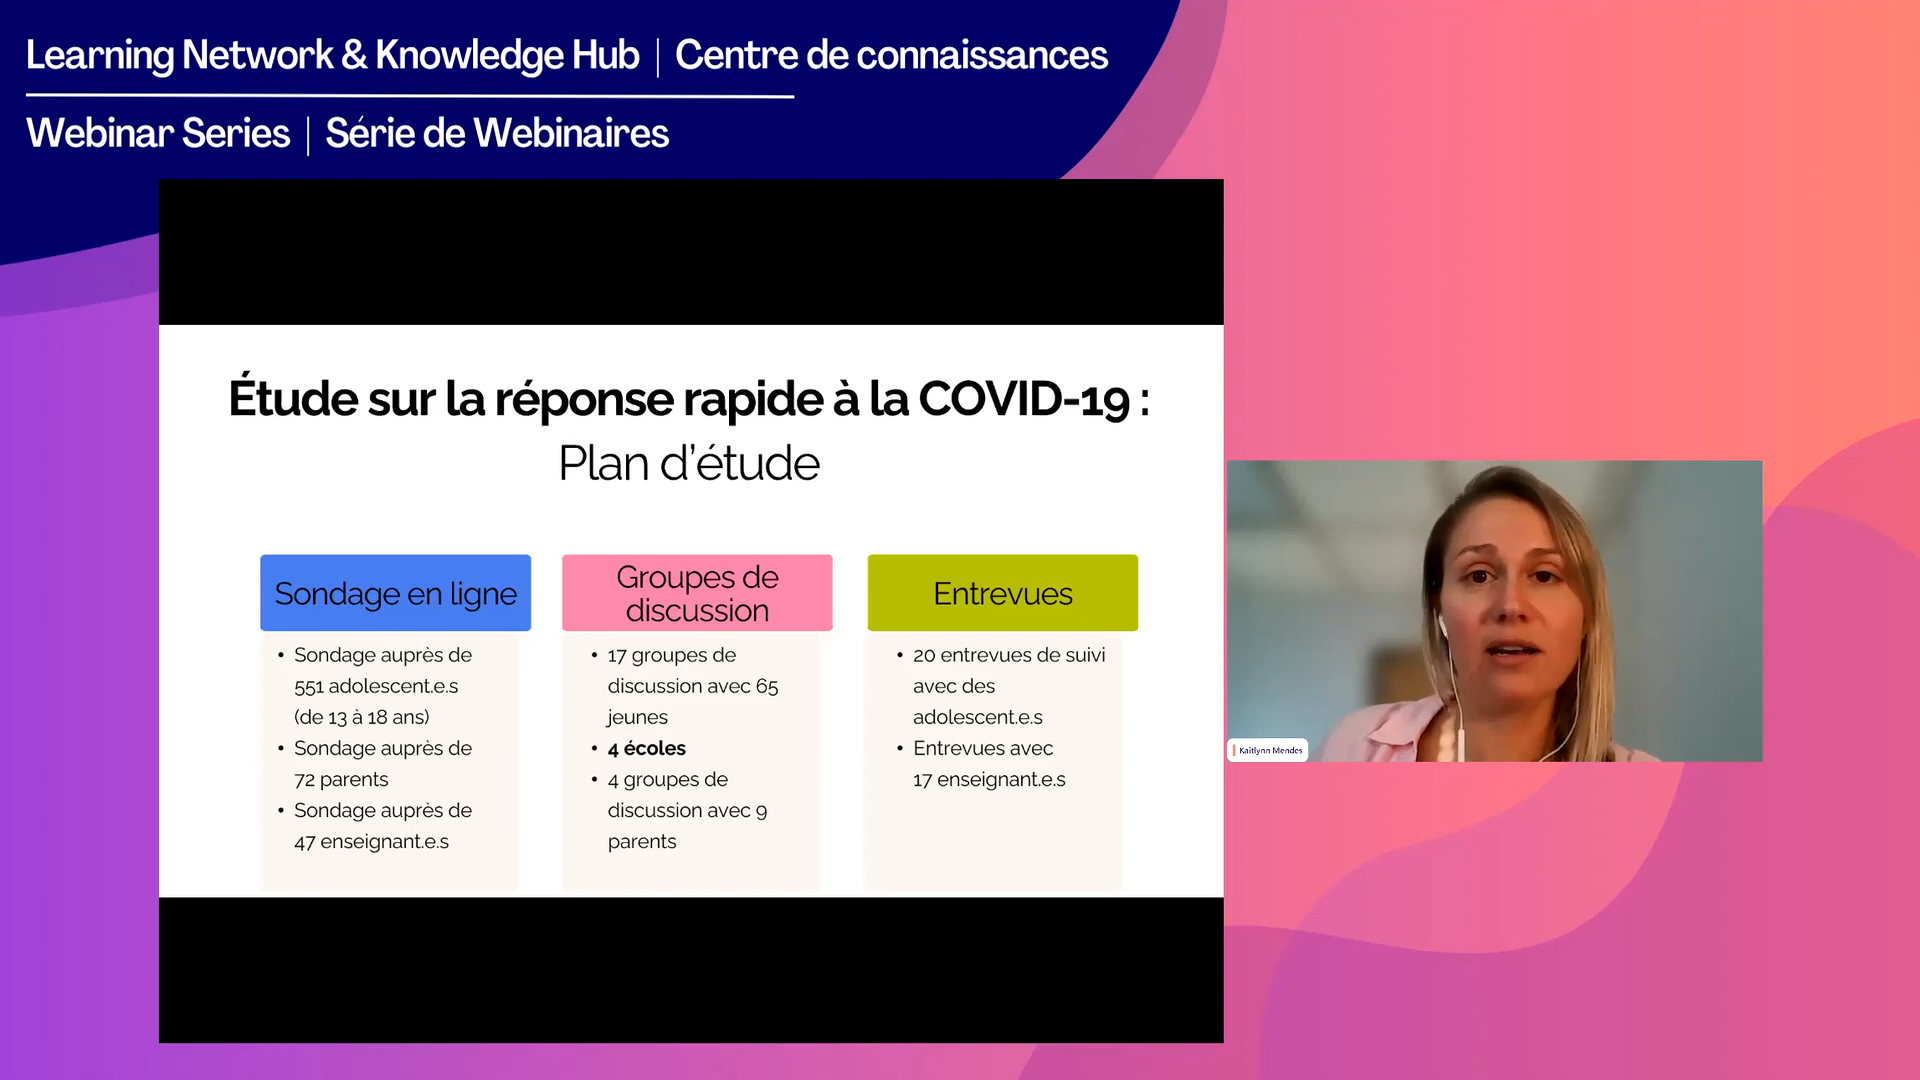 Learning Network & Knowledge Hub | Centre de connaissances
Webinar Series | Série de Webinaires
Étude sur la réponse rapide à la COVID-19 :
Plan d'étude
Sondage en ligne
• Sondage auprès de
551 adolescent.e.s
(de 13 à 18 ans)
• Sondage auprès de
72 parents
• Sondage auprès de
47 enseignant.e.s
Groupes de
discussion
• 17 groupes de
discussion avec 65
jeunes
• 4 écoles
• 4 groupes de
discussion avec 9
parents
Entrevues
• 20 entrevues de suivi
avec des
adolescent.e.s
• Entrevues avec
17 enseignant.e.s
Kaitlynn Mendes